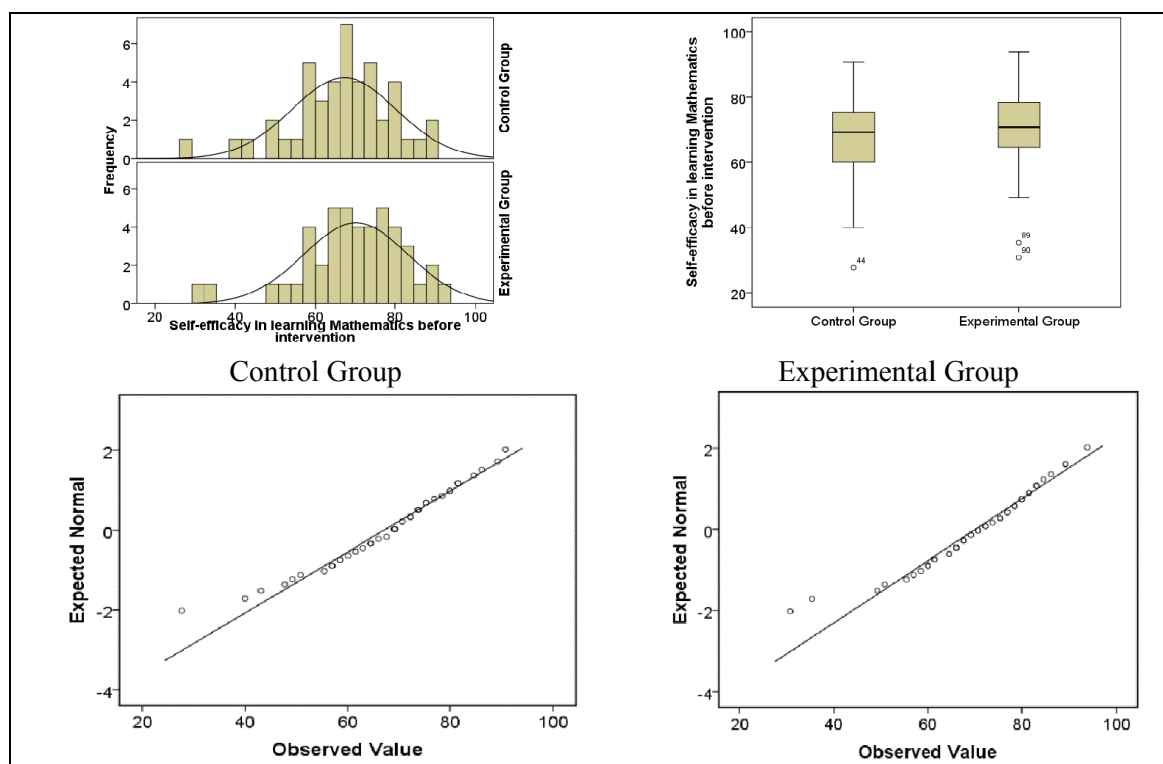 6
4
2
0
6
4
2
0
Frequency
Control Group
Experimental Group
20 40 60 80 100
Self-efficacy in learning Mathematics before
intervention
100
80
60
40
20
Self-efficacy in learning Mathematics
before intervention
44
89
90
Control Group Experimental Group
Control Group
2
0
-2
-4
Expected Normal
20 40 60 80 100
Observed Value
Experimental Group
2
0
-2
-4
Expected Normal
20 40 60 80 100
Observed Value